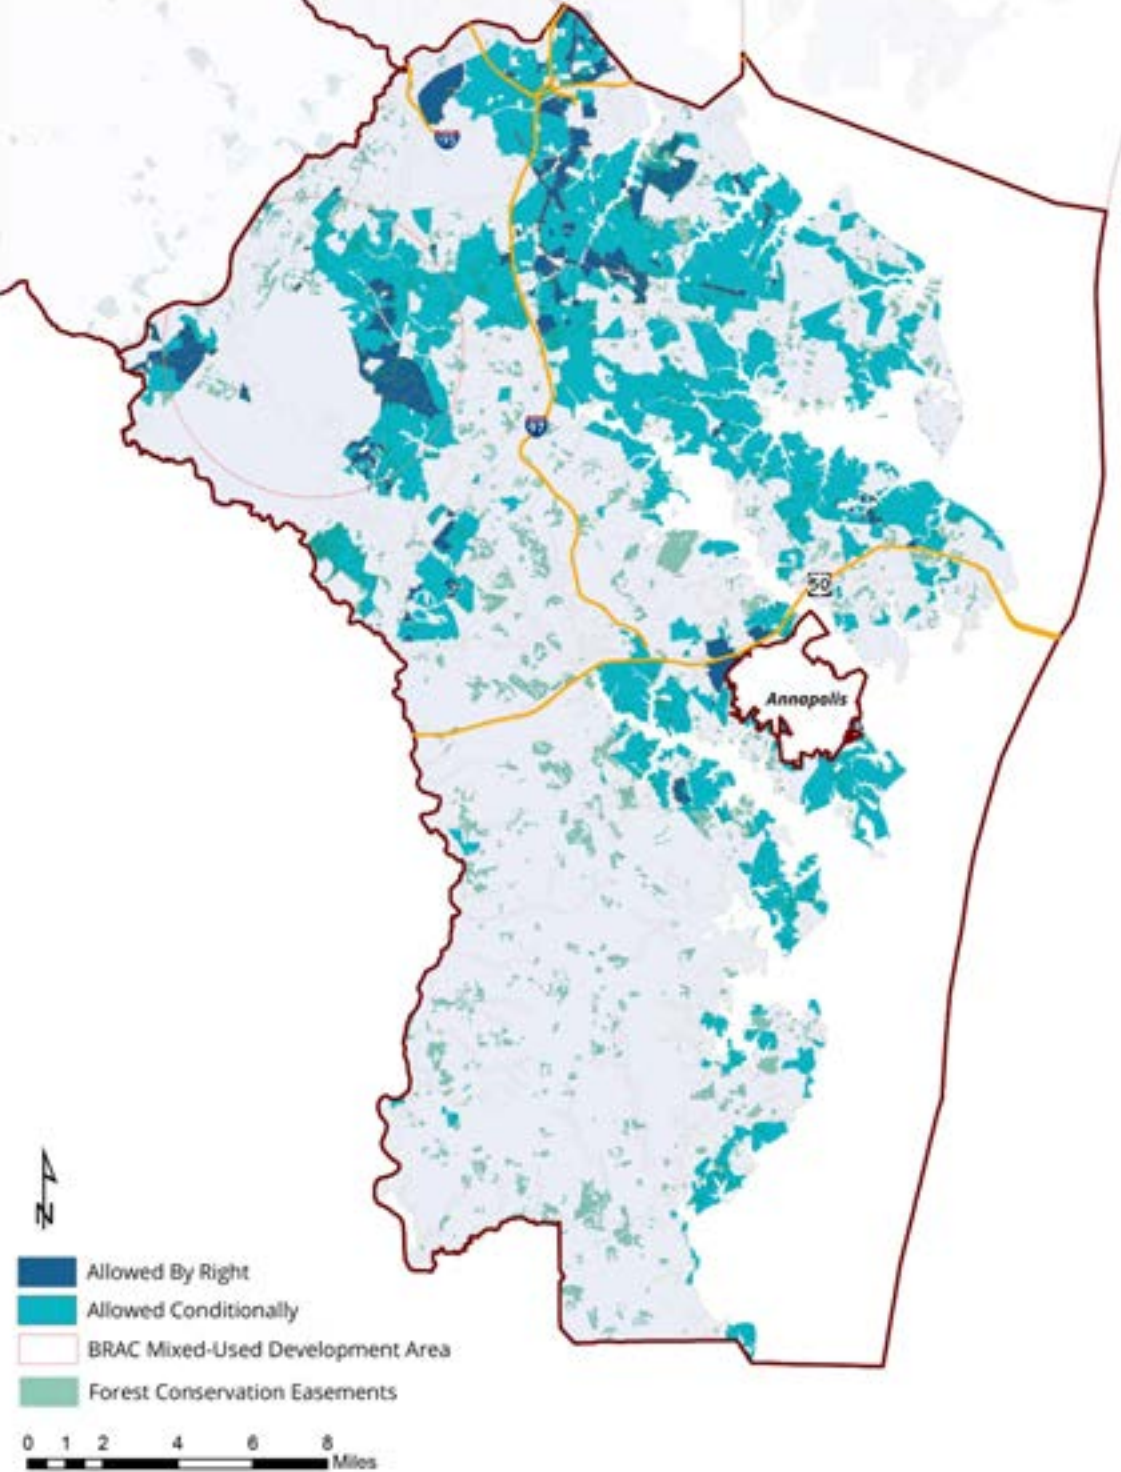 97
50
Annapolis
N
Allowed By Right
Allowed Conditionally
BRAC Mixed-Used Development Area
Forest Conservation Easements
0 1 2 4 6 8
Miles